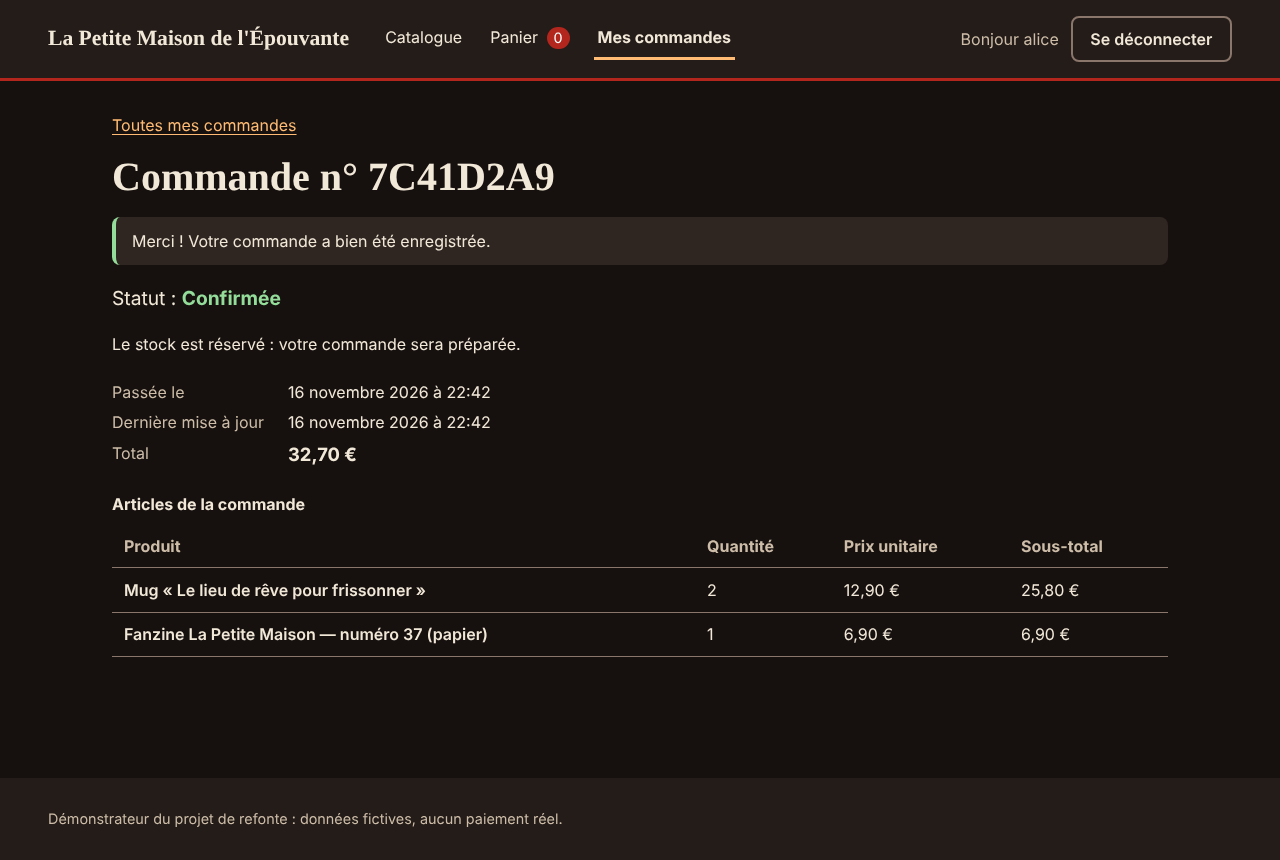 La Petite Maison de l'Épouvante Catalogue Panier 0 Mes commandes Bonjour alice Se déconnecter
Toutes mes commandes
Commande n° 7C41D2A9
Merci ! Votre commande a bien été enregistrée.
Statut : Confirmée
Le stock est réservé : votre commande sera préparée.
Passée le 16 novembre 2026 à 22:42
Dernière mise à jour 16 novembre 2026 à 22:42
Total 32,70 €
Articles de la commande
Produit Quantité Prix unitaire Sous-total
Mug « Le lieu de rêve pour frissonner » 2 12,90 € 25,80 €
Fanzine La Petite Maison — numéro 37 (papier) 1 6,90 € 6,90 €
Démonstrateur du projet de refonte : données fictives, aucun paiement réel.